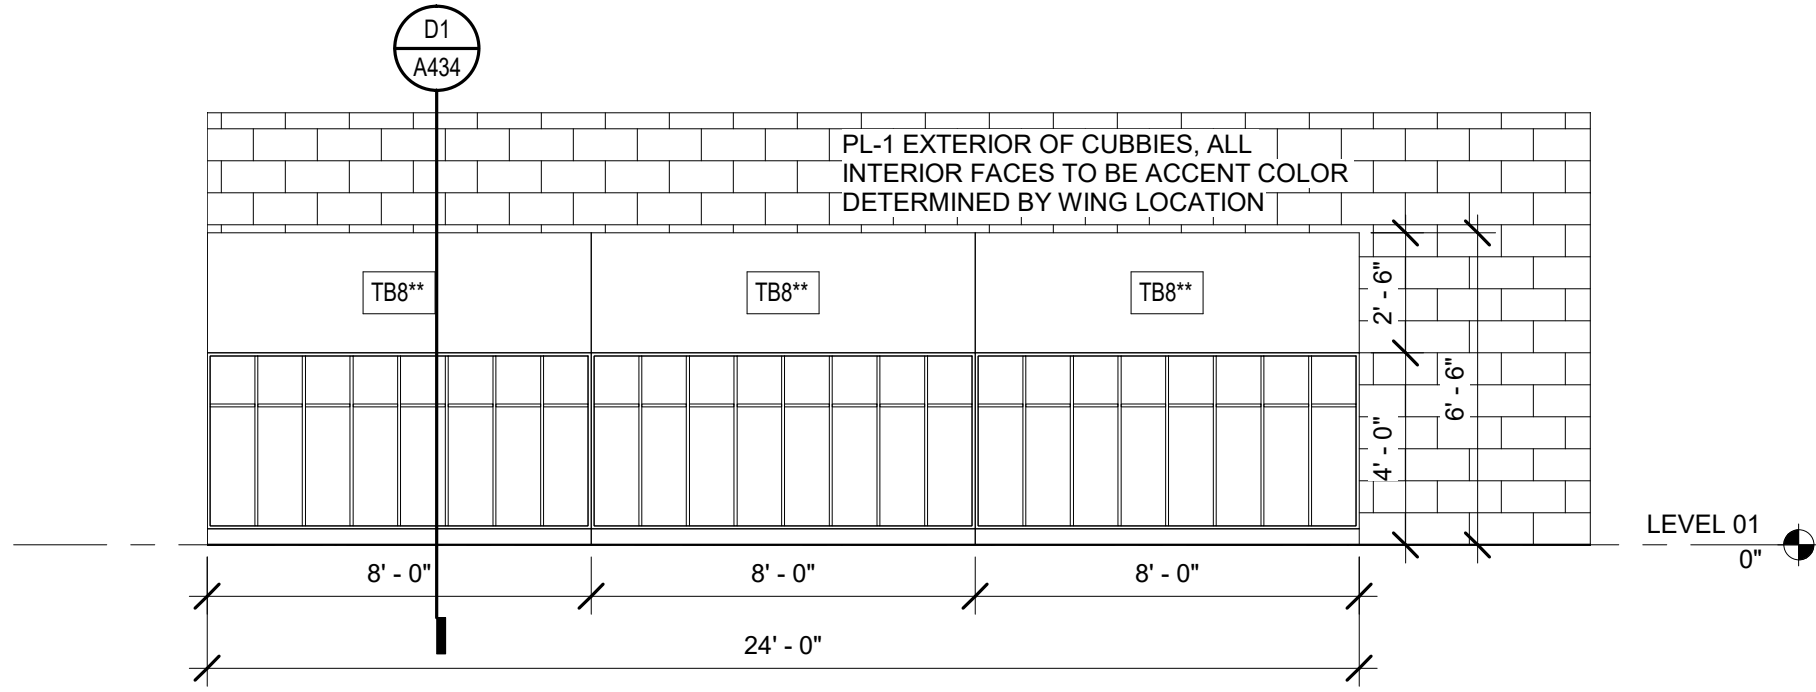 D1
A434
PL-1 EXTERIOR OF CUBBIES, ALL
INTERIOR FACES TO BE ACCENT COLOR
DETERMINED BY WING LOCATION
TB8** TB8** TB8**
2' - 6"
6' - 6"
4' - 0"
LEVEL 01
0"
8' - 0" 8' - 0" 8' - 0"
24' - 0"